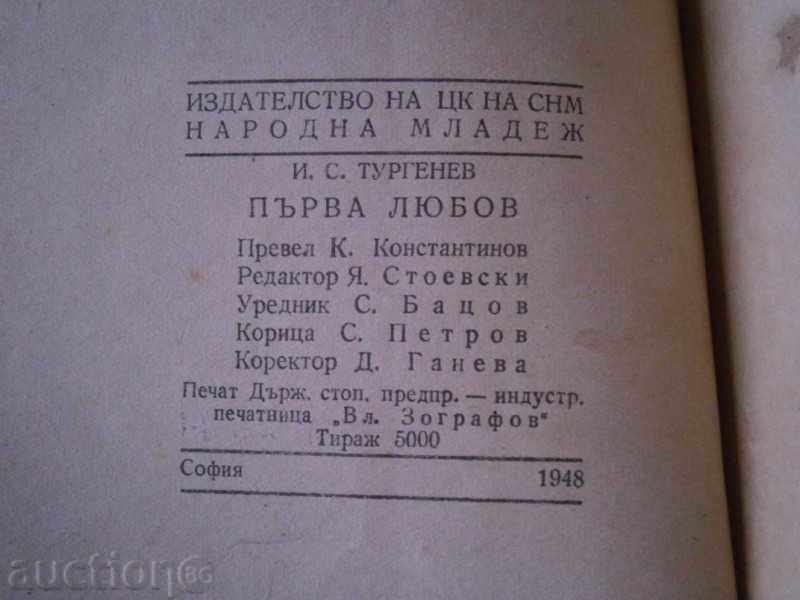 ИЗДАТЕЛСТВО НА ЦК НА СНМ
НАРОДНА МЛАДЕЖ
И. С. ТУРГЕНЕВ
ПЪРВА ЛЮБОВ
Превел К. Константинов
Редактор Я. Стоевски
Уредник С. Бацов
Корица С. Петров
Коректор Д. Ганева
Печат Държ. стоп. предпр. — индустр.
печатница „Вл. Зографов"
Тираж 5000
София 1948
auction.bg